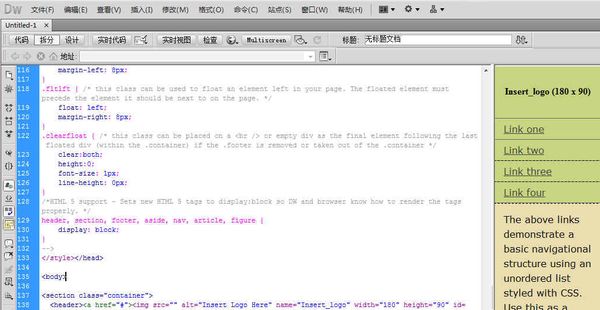 Dw 文件(F) 编辑(E) 查看(V) 插入(I) 修改(M) 格式(O) 命令(C) 站点(S) 窗口(W) 帮助(H)
Untitled-1 ×
代码 拆分 设计 实时代码 实时视图 检查 Multiscreen 标题: 无标题文档
地址:
116 margin-left: 8px;
117 }
118 .fltlft { /* this class can be used to float an element left in your page. The floated element must
precede the element it should be next to on the page. */
119 float: left;
120 margin-right: 8px;
121 }
122 .clearfloat { /* this class can be placed on a <br /> or empty div as the final element following the last
floated div (within the .container) if the .footer is removed or taken out of the .container */
123 clear:both;
124 height:0;
125 font-size: 1px;
126 line-height: 0px;
127 }
128 /*HTML 5 support - Sets new HTML 5 tags to display:block so DW and browser know how to render the tags
properly. */
129 header, section, footer, aside, nav, article, figure {
130 display: block;
131 }
132 -->
133 </style></head>
134
135 <body>
136
137 <section class="container">
138 <header><a href="#"><img src="" alt="Insert Logo Here" name="Insert_logo" width="180" height="90" id=
Insert_logo (180 x 90)
Link one
Link two
Link three
Link four
The above links
demonstrate a
basic navigational
structure using an
unordered list
styled with CSS.
Use this as a